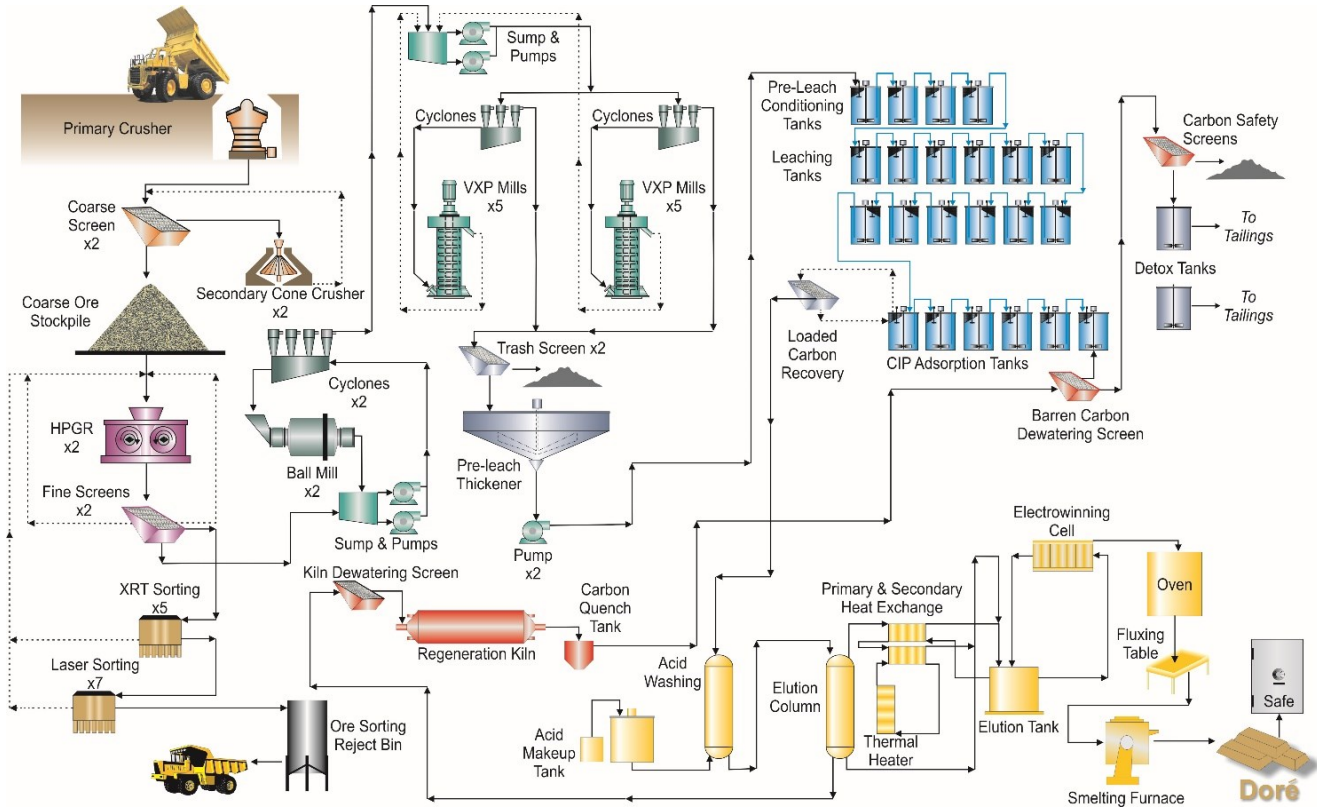 Primary Crusher
Coarse
Screen
x2
Secondary Cone Crusher
x2
Coarse Ore
Stockpile
HPGR
x2
Fine Screens
x2
XRT Sorting
x5
Laser Sorting
x7
Ore Sorting
Reject Bin
Cyclones
x2
Ball Mill
x2
Sump & Pumps
Sump &
Pumps
Cyclones
Cyclones
VXP Mills
x5
VXP Mills
x5
Trash Screen x2
Pre-leach
Thickener
Pump
x2
Pre-Leach
Conditioning
Tanks
Leaching
Tanks
Loaded
Carbon
Recovery
CIP Adsorption Tanks
Barren Carbon
Dewatering Screen
Carbon Safety
Screens
To
Tailings
Detox Tanks
To
Tailings
Kiln Dewatering Screen
Regeneration Kiln
Carbon
Quench
Tank
Acid
Makeup
Tank
Acid
Washing
Elution
Column
Primary & Secondary
Heat Exchange
Thermal
Heater
Elution Tank
Electrowinning
Cell
Oven
Fluxing
Table
Smelting Furnace
Safe
Doré